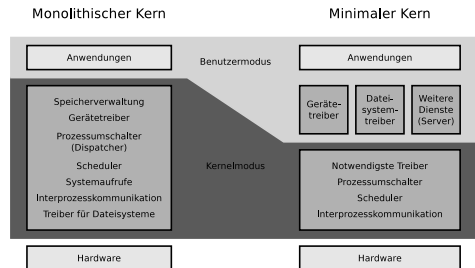 Monolithischer Kern
Minimaler Kern
Anwendungen
Benutzermodus
Anwendungen
Speicherverwaltung
Gerätetreiber
Prozessumschalter
(Dispatcher)
Scheduler
Systemaufrufe
Interprozesskommunikation
Treiber für Dateisysteme
Kernelmodus
Geräte-
treiber
Datei-
system-
treiber
Weitere
Dienste
(Server)
Notwendigste Treiber
Prozessumschalter
Scheduler
Interprozesskommunikation
Hardware
Hardware